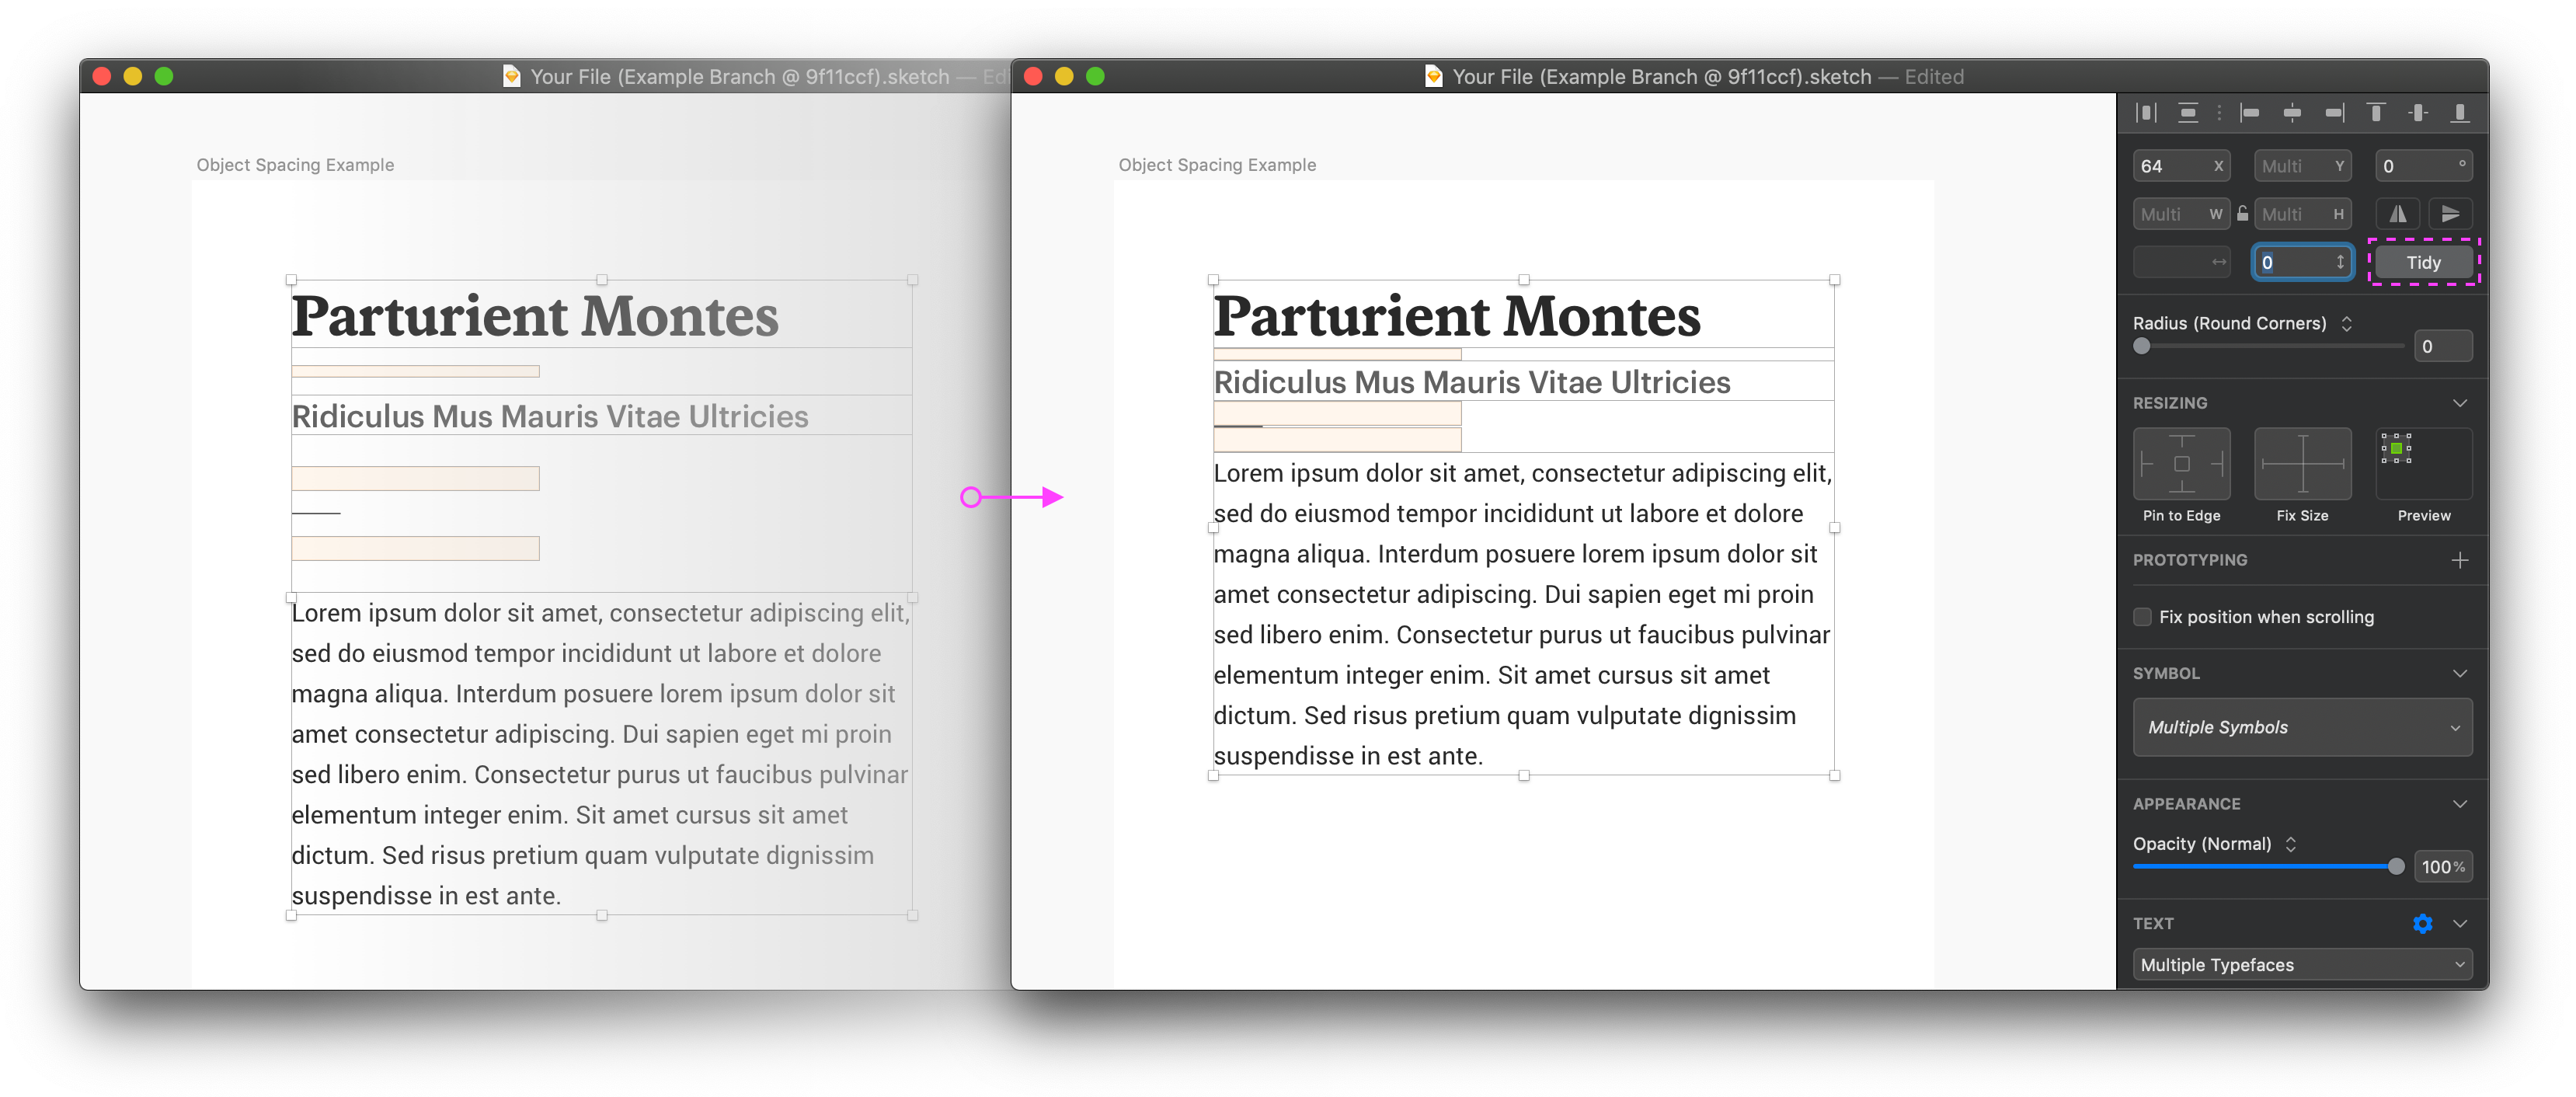 Your File (Example Branch @ 9f11ccf).sketch — Edi
Object Spacing Example
Parturient Montes
Ridiculus Mus Mauris Vitae Ultricies
Lorem ipsum dolor sit amet, consectetur adipiscing elit,
sed do eiusmod tempor incididunt ut labore et dolore
magna aliqua. Interdum posuere lorem ipsum dolor sit
amet consectetur adipiscing. Dui sapien eget mi proin
sed libero enim. Consectetur purus ut faucibus pulvinar
elementum integer enim. Sit amet cursus sit amet
dictum. Sed risus pretium quam vulputate dignissim
suspendisse in est ante.
Your File (Example Branch @ 9f11ccf).sketch — Edited
Object Spacing Example
Parturient Montes
Ridiculus Mus Mauris Vitae Ultricies
Lorem ipsum dolor sit amet, consectetur adipiscing elit,
sed do eiusmod tempor incididunt ut labore et dolore
magna aliqua. Interdum posuere lorem ipsum dolor sit
amet consectetur adipiscing. Dui sapien eget mi proin
sed libero enim. Consectetur purus ut faucibus pulvinar
elementum integer enim. Sit amet cursus sit amet
dictum. Sed risus pretium quam vulputate dignissim
suspendisse in est ante.
64 X Multi Y 0 °
Multi W Multi H
0 Tidy
Radius (Round Corners)
0
RESIZING
Pin to Edge Fix Size Preview
PROTOTYPING
Fix position when scrolling
SYMBOL
Multiple Symbols
APPEARANCE
Opacity (Normal)
100%
TEXT
Multiple Typefaces